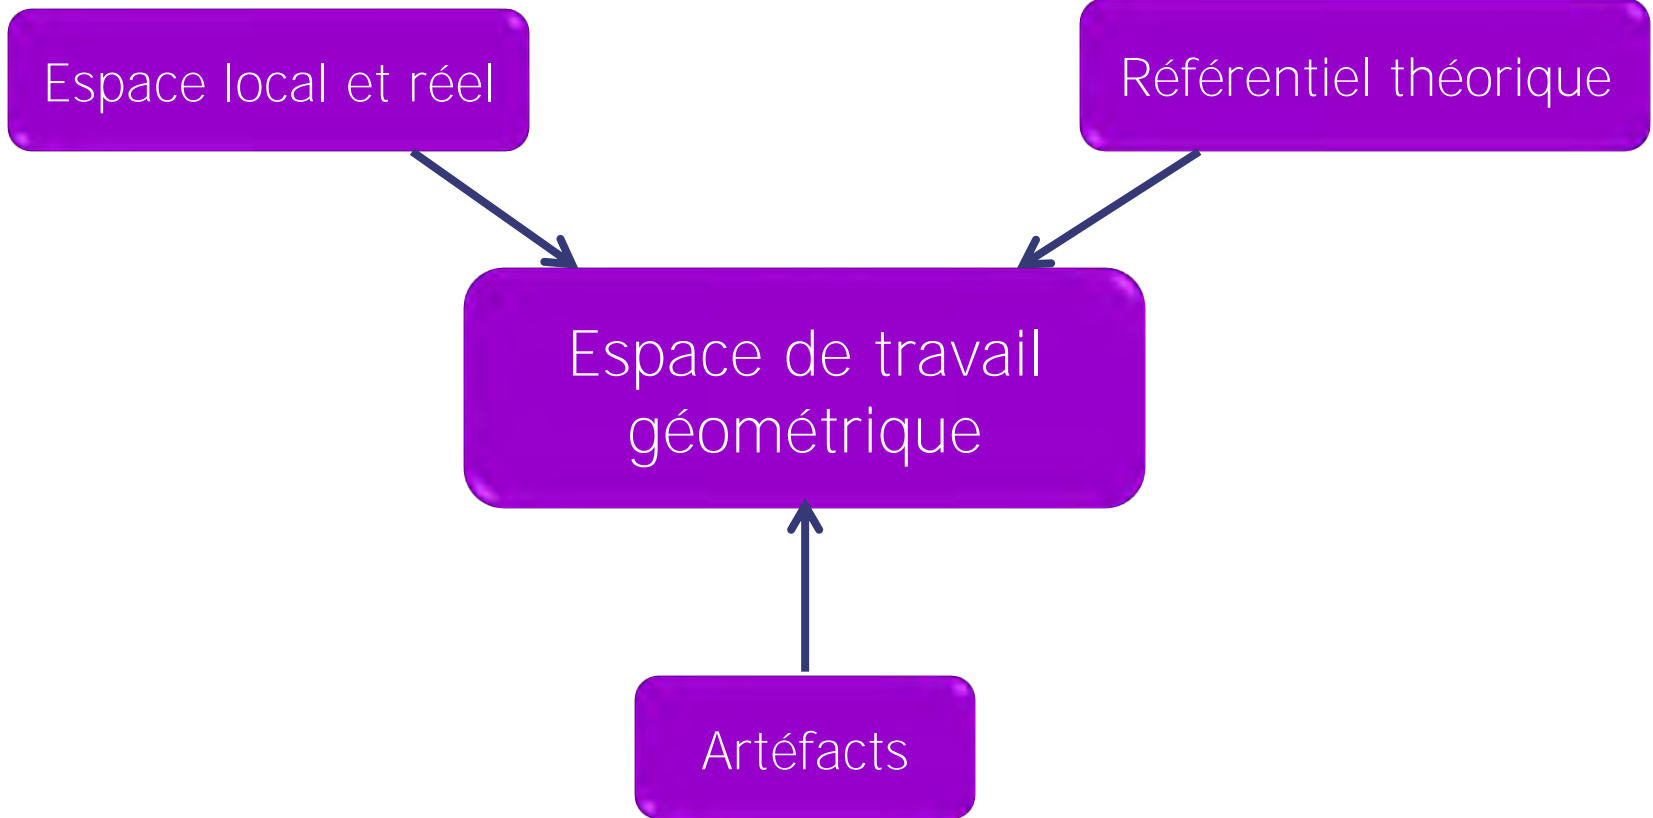 Espace local et réel
Référentiel théorique
Espace de travail
géométrique
Artéfacts